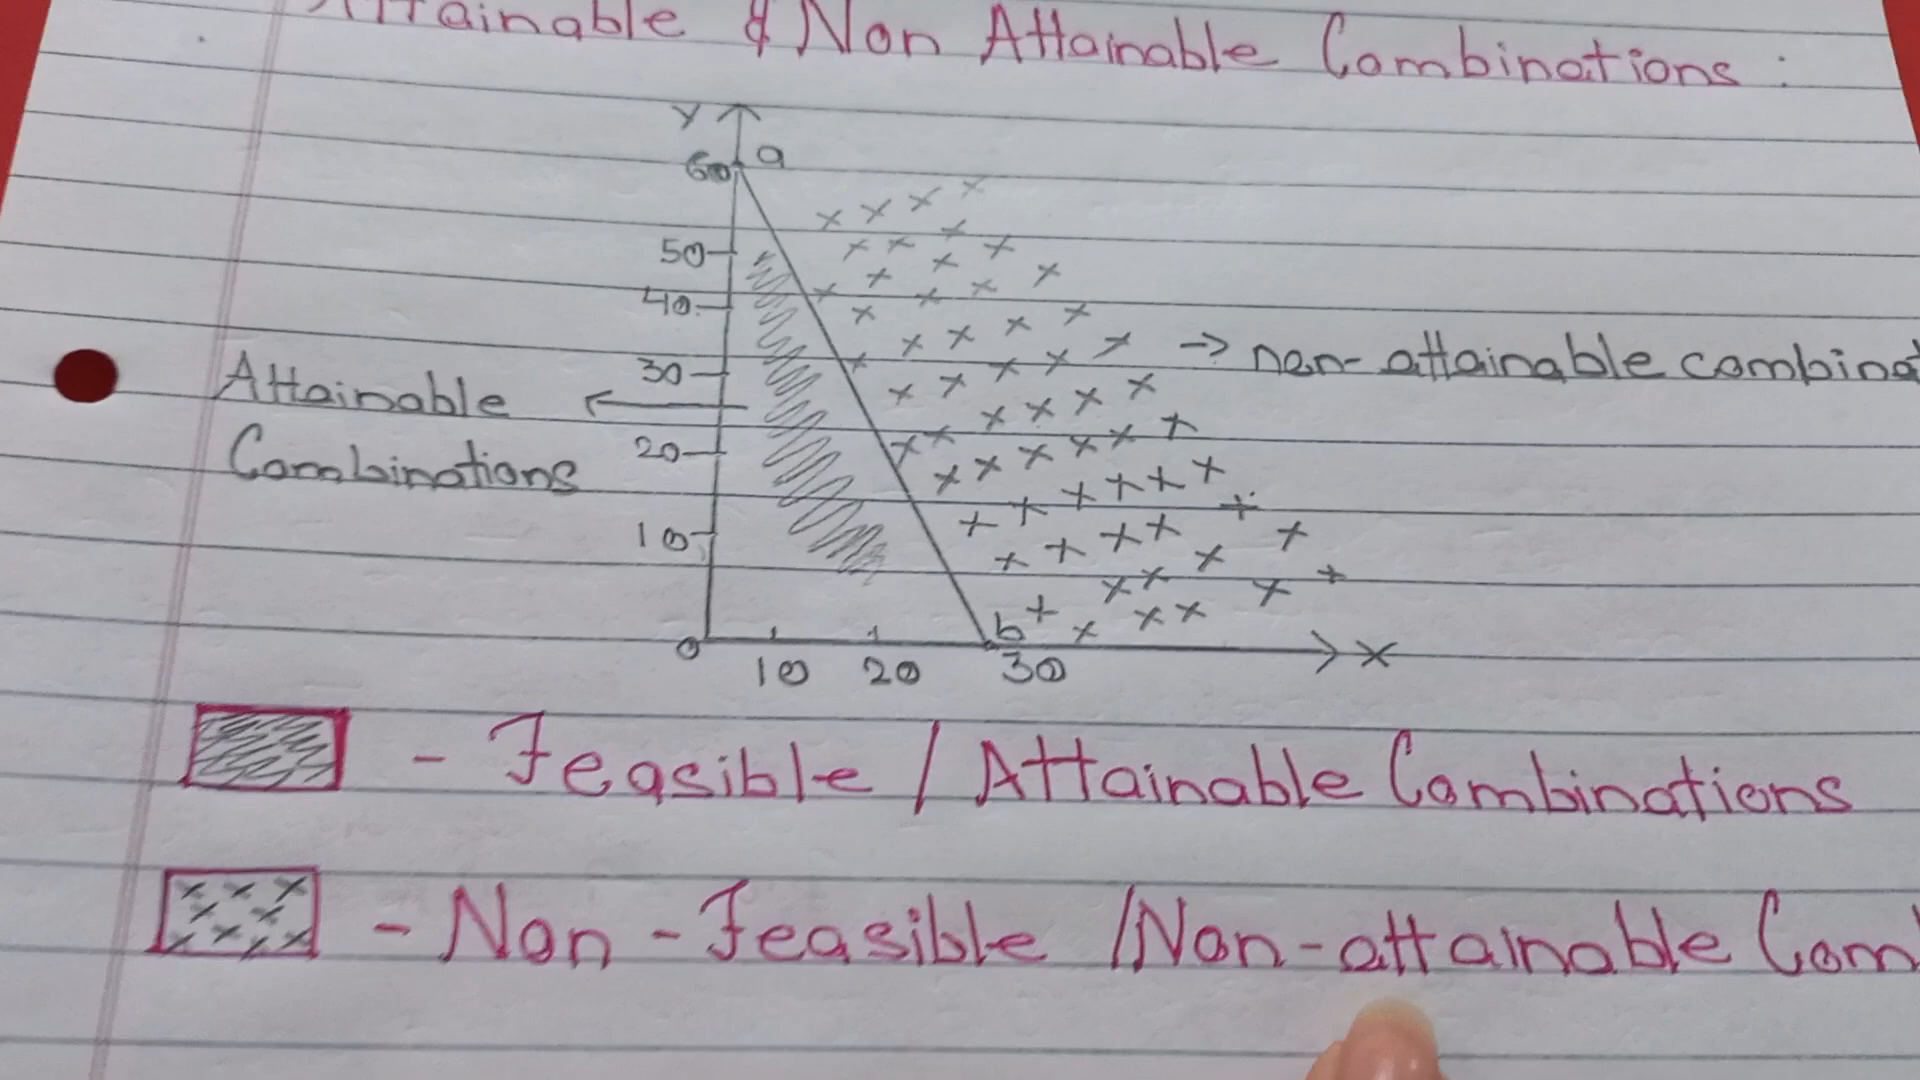 Attainable & Non Attainable Combinations :
Y
60 a
50
40
→ non-attainable combinat
30
Attainable ←
Combinations
20
10
b
0 10 20 30 X
- Feasible / Attainable Combinations
- Non - Feasible / Non-attainable Com